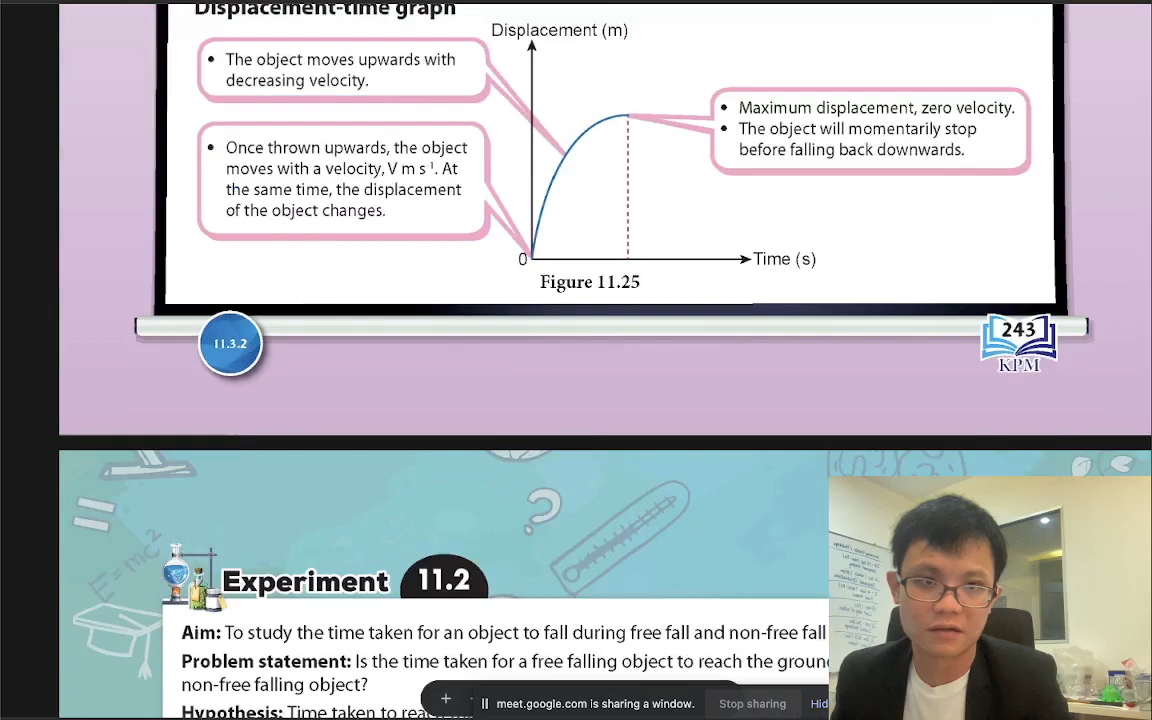 Displacement-time graph
Displacement (m)
• The object moves upwards with
decreasing velocity.
• Once thrown upwards, the object
moves with a velocity, V m s⁻¹. At
the same time, the displacement
of the object changes.
• Maximum displacement, zero velocity.
• The object will momentarily stop
before falling back downwards.
0
Time (s)
Figure 11.25
11.3.2
243
KPM
E=mc²
Experiment 11.2
Aim: To study the time taken for an object to fall during free fall and non-free fall
Problem statement: Is the time taken for a free falling object to reach the
non-free falling object?
Hypothesis: Time taken to
meet.google.com is sharing a window.
Stop sharing